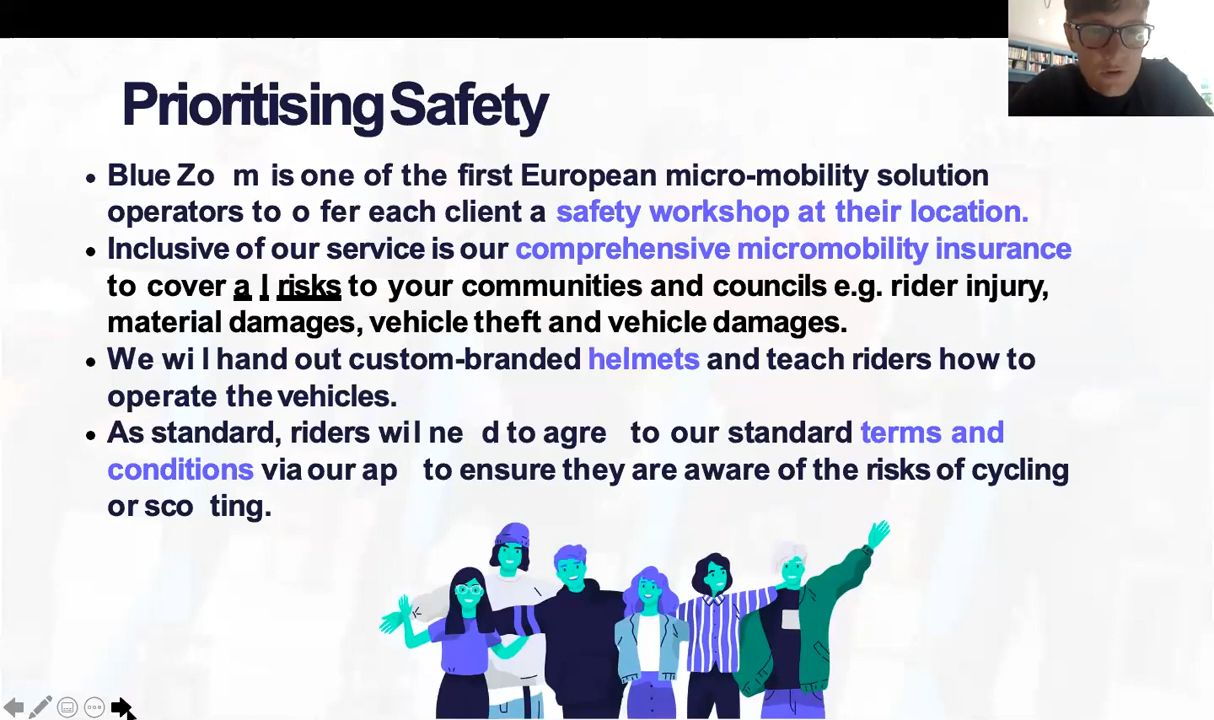 Prioritising Safety
• Blue Zo m is one of the first European micro-mobility solution
operators to o fer each client a safety workshop at their location.
• Inclusive of our service is our comprehensive micromobility insurance
to cover a l risks to your communities and councils e.g. rider injury,
material damages, vehicle theft and vehicle damages.
• We wi l hand out custom-branded helmets and teach riders how to
operate the vehicles.
• As standard, riders wil ne d to agre to our standard terms and
conditions via our ap to ensure they are aware of the risks of cycling
or sco ting.